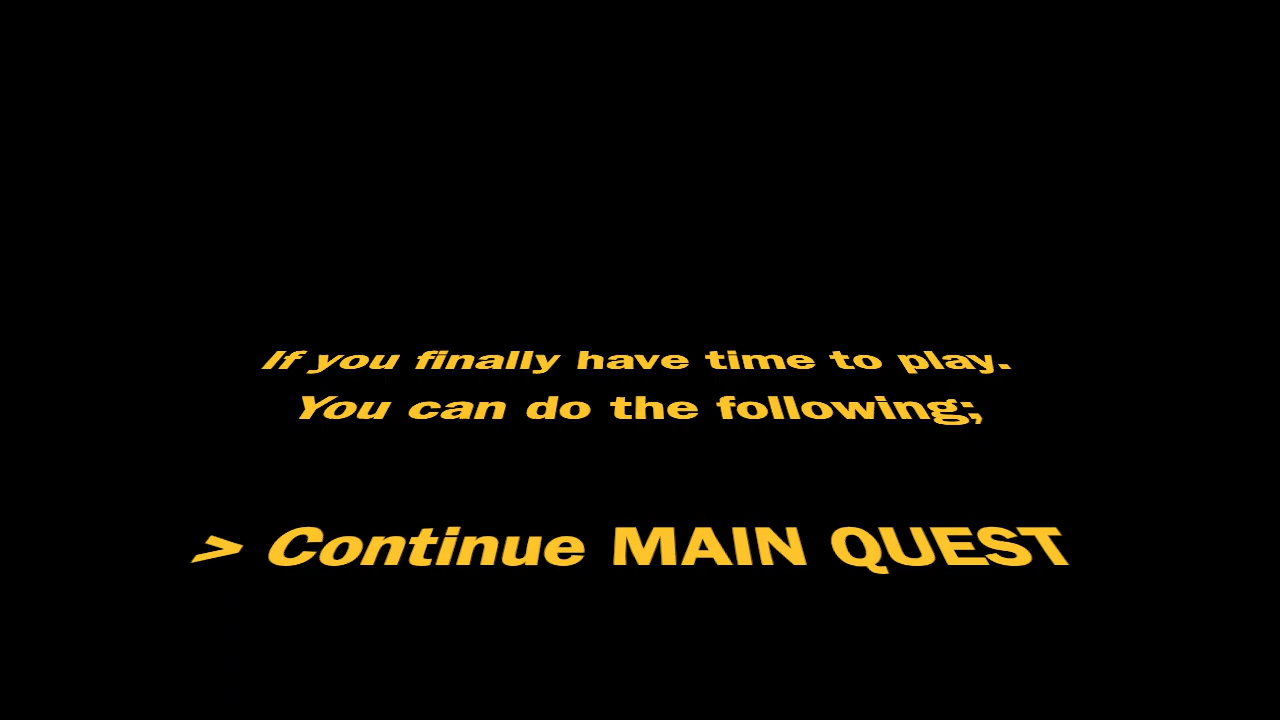 If you finally have time to play.
You can do the following;
> Continue MAIN QUEST